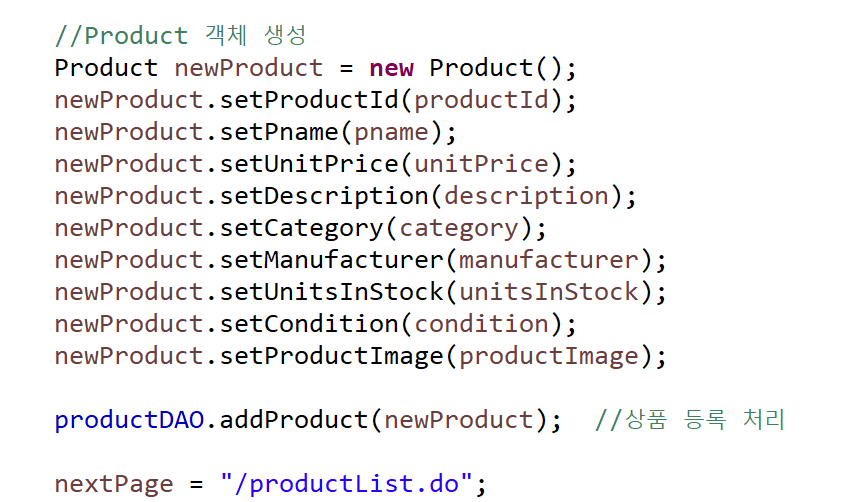 //Product 객체 생성
Product newProduct = new Product();
newProduct.setProductId(productId);
newProduct.setPname(pname);
newProduct.setUnitPrice(unitPrice);
newProduct.setDescription(description);
newProduct.setCategory(category);
newProduct.setManufacturer(manufacturer);
newProduct.setUnitsInStock(unitsInStock);
newProduct.setCondition(condition);
newProduct.setProductImage(productImage);
productDAO.addProduct(newProduct);  //상품 등록 처리
nextPage = "/productList.do";